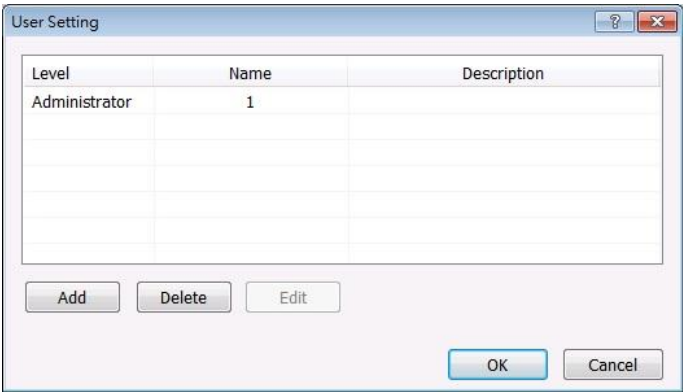 User Setting
Level Name Description
Administrator 1
Add Delete Edit
OK Cancel